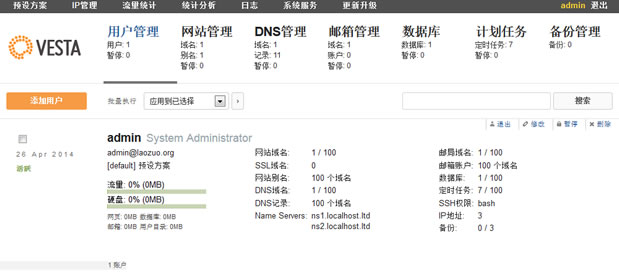 预设方案 IP管理 流量统计 统计分析 日志 系统服务 更新升级 admin 退出
VESTA
用户管理 网站管理 DNS管理 邮箱管理 数据库 计划任务 备份管理
用户: 1 域名: 1 域名: 1 域名: 1 数据库: 1 定时任务: 7 备份: 0
暂停: 0 别名: 1 记录: 11 账户: 0 暂停: 0 暂停: 0
暂停: 0 暂停: 0 暂停: 0
添加用户 批量执行 应用到已选择 › 搜索
退出 修改 暂停 × 删除
26 Apr 2014
活跃
admin System Administrator
admin@laozuo.org
[default] 预设方案
流量: 0% (0MB)
硬盘: 0% (0MB)
网页: 0MB 数据库: 0MB
邮箱: 0MB 用户目录: 0MB
网站域名: 1 / 100
SSL域名: 0
网站别名: 100 个域名
DNS域名: 1 / 100
DNS记录: 100 个域名
Name Servers: ns1.localhost.ltd
ns2.localhost.ltd
邮局域名: 1 / 100
邮箱账户: 100 个域名
数据库: 1 / 100
定时任务: 7 / 100
SSH权限: bash
IP地址: 3
备份: 0 / 3
1 账户